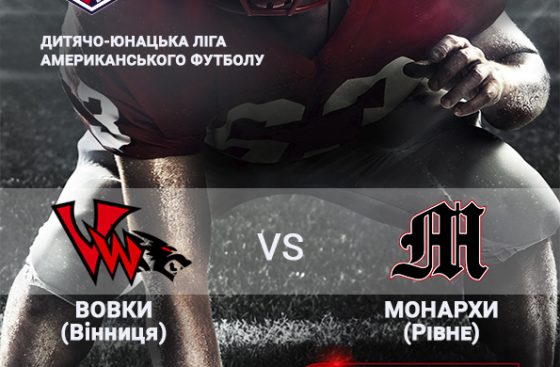 ДИТЯЧО-ЮНАЦЬКА ЛІГА
АМЕРИКАНСЬКОГО ФУТБОЛУ
VS
ВОВКИ
(Вінниця)
МОНАРХИ
(Рівне)